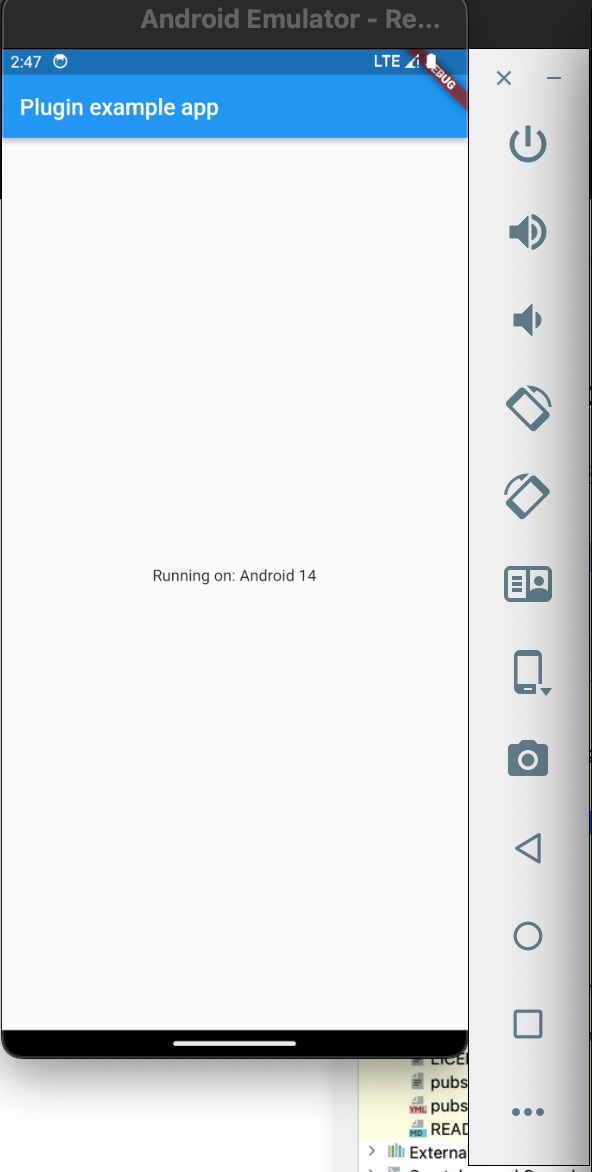 Android Emulator - Re...
2:47
LTE
DEBUG
Plugin example app
Running on: Android 14
pubs
YML pubs
MD READ
Externa